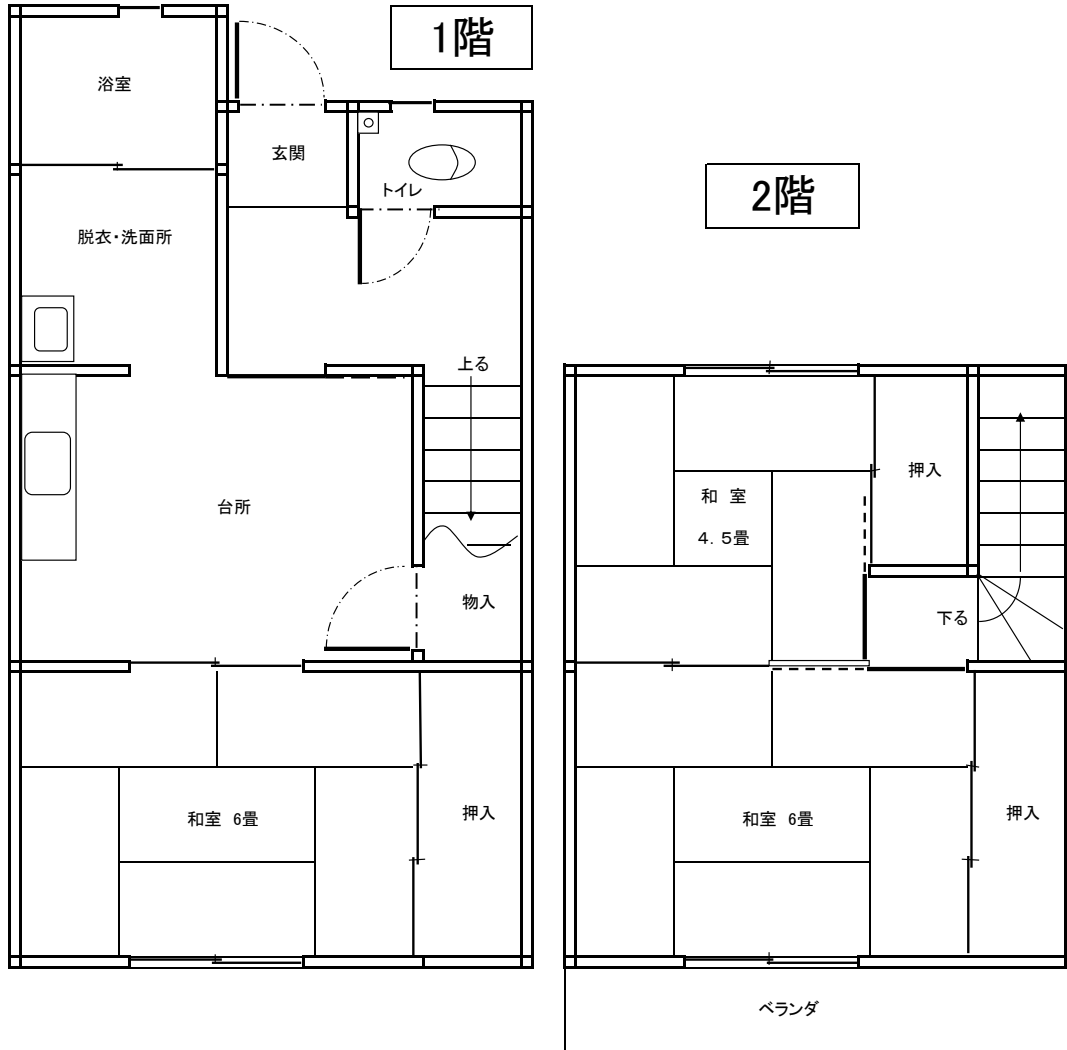 1階
浴室
玄関
トイレ
脱衣・洗面所
上る
台所
物入
和室 6畳
押入
2階
和 室
4．5畳
押入
下る
和室 6畳
押入
ベランダ